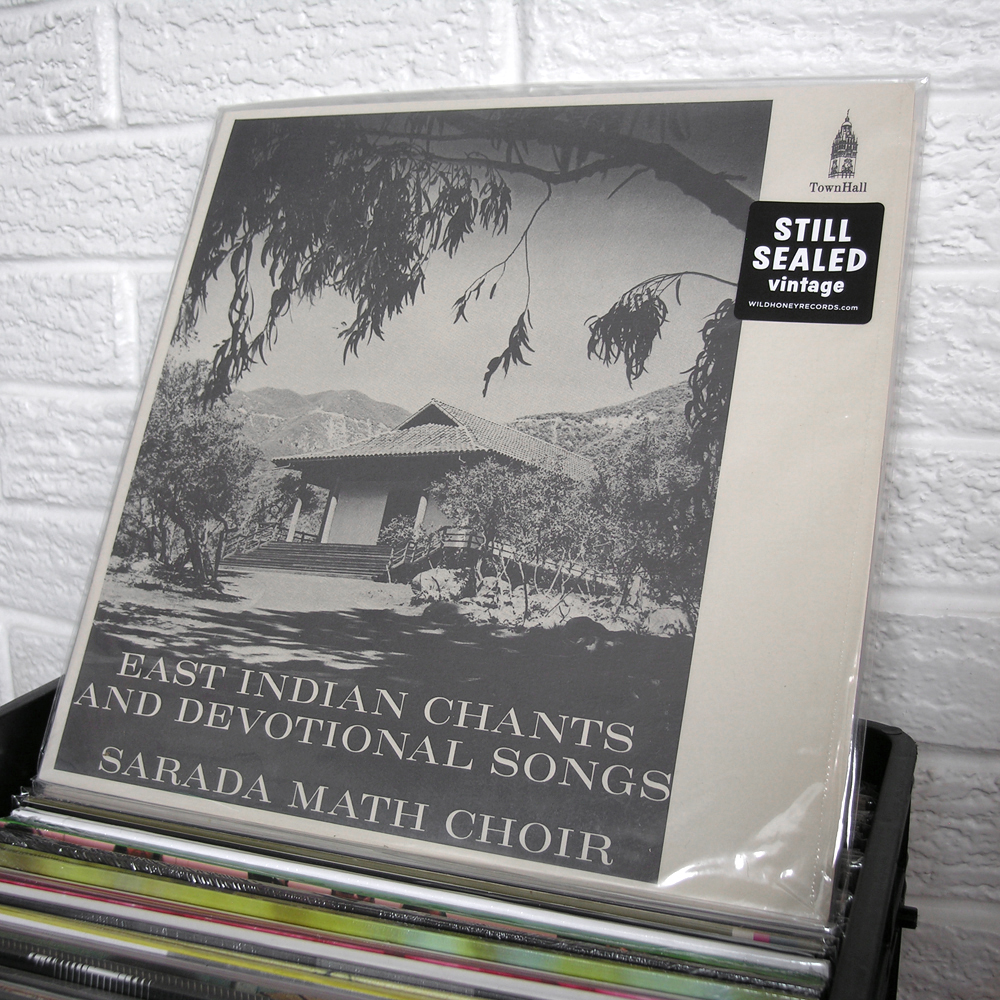 TownHall
STILL
SEALED
vintage
WILDHONEYRECORDS.com
EAST INDIAN CHANTS
AND DEVOTIONAL SONGS
SARADA MATH CHOIR